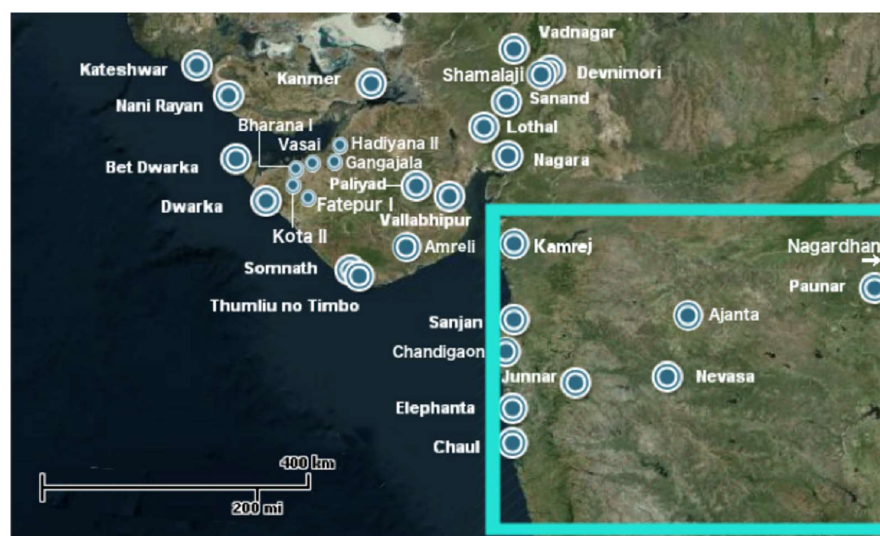 Vadnagar
Kateshwar
Kanmer
Shamalaji
Devnimori
Nani Rayan
Sanand
Bharana I
Lothal
Vasai
Hadiyana II
Bet Dwarka
Gangajala
Nagara
Paliyad
Dwarka
Fatepur I
Vallabhipur
Kota II
Amreli
Kamrej
Nagardhan
→
Somnath
Paunar
Thumliu no Timbo
Ajanta
Sanjan
Chandigaon
Junnar
Nevasa
Elephanta
Chaul
400 km
200 mi